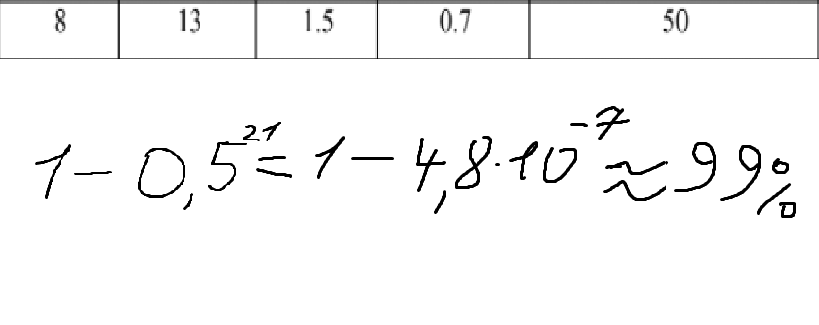 8 13 1.5 0.7 50
1 - 0,5²¹ = 1 - 4,8·10⁻⁷ ≈ 99%